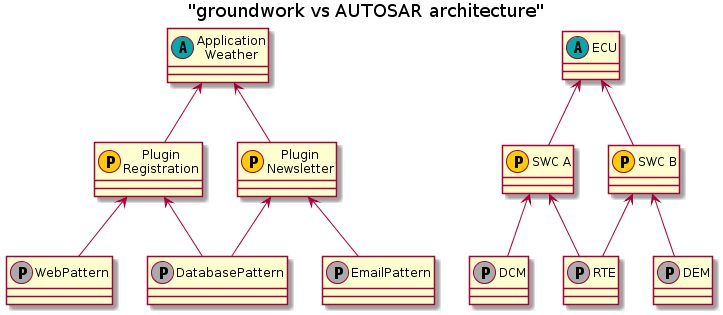 "groundwork vs AUTOSAR architecture"
A Application
Weather
A ECU
P Plugin
Registration
P Plugin
Newsletter
P SWC A
P SWC B
P WebPattern
P DatabasePattern
P EmailPattern
P DCM
P RTE
P DEM